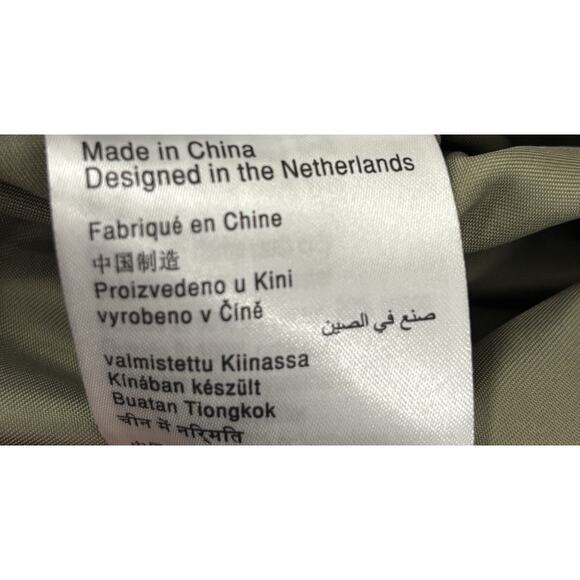 Made in China
Designed in the Netherlands
Fabriqué en Chine
中国制造
Proizvedeno u Kini
vyrobeno v Číně
صنع في الصين
valmistettu Kiinassa
Kínában készült
Buatan Tiongkok
चीन में नर्मिति